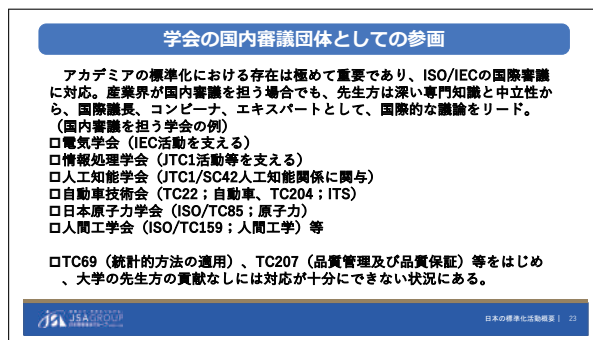 学会の国内審議団体としての参画
アカデミアの標準化における存在は極めて重要であり、ISO/IECの国際審議
に対応。産業界が国内審議を担う場合でも、先生方は深い専門知識と中立性か
ら、国際議長、コンビーナ、エキスパートとして、国際的な議論をリード。
（国内審議を担う学会の例）
□電気学会（IEC活動を支える）
□情報処理学会（JTC1活動等を支える）
□人工知能学会（JTC1/SC42人工知能関係に関与）
□自動車技術会（TC22；自動車、TC204；ITS）
□日本原子力学会（ISO/TC85；原子力）
□人間工学会（ISO/TC159；人間工学）等
□TC69（統計的方法の適用）、TC207（品質管理及び品質保証）等をはじめ
、大学の先生方の貢献なしには対応が十分にできない状況にある。
JSA JSAGROUP
日本の標準化活動概要｜ 23